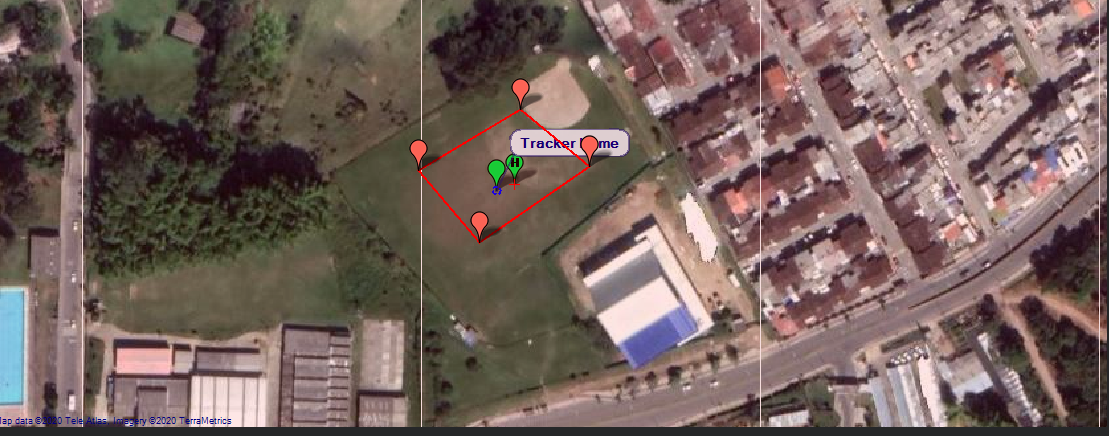 H
Tracker Home
Map data ©2020 Tele Atlas, Imagery ©2020 TerraMetrics